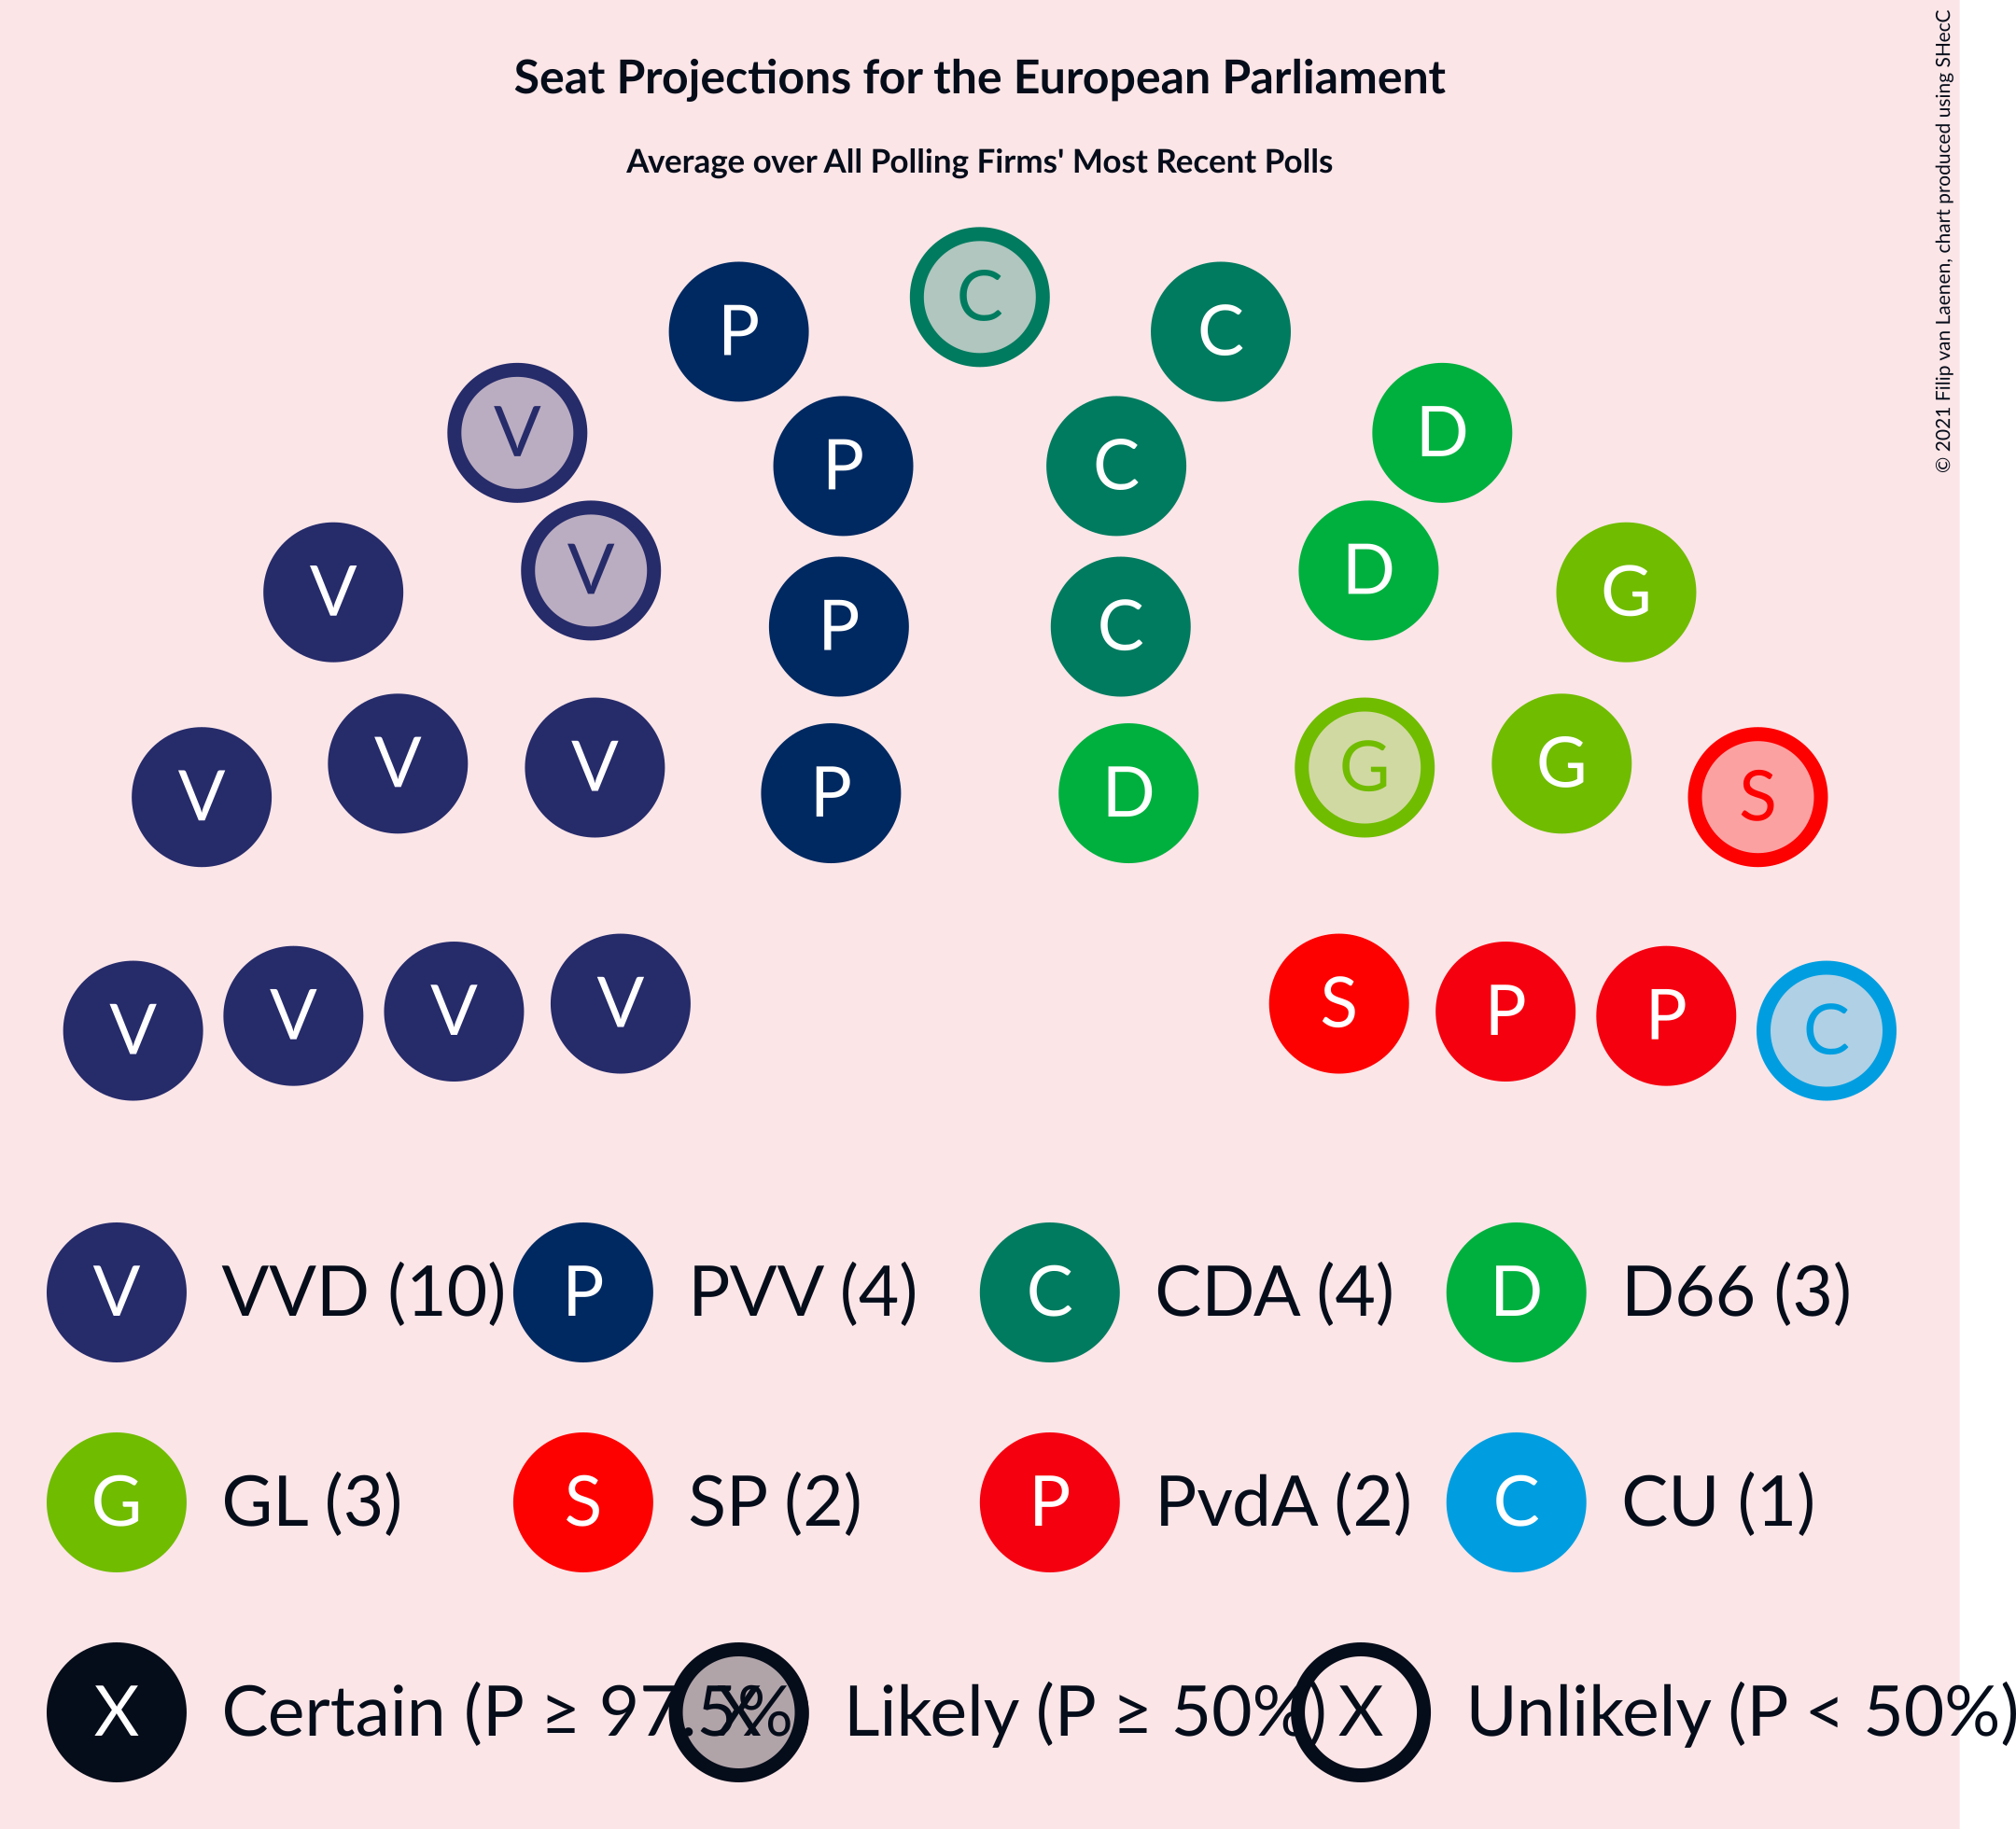 Seat Projections for the European Parliament
Average over All Polling Firms' Most Recent Polls
© 2021 Filip van Laenen, chart produced using SHecC
C
P C
V D
P C
V D
V G
P C
V G
V G
P D
V S
V S
V P
V P
V C
V VVD (10) P PVV (4) C CDA (4) D D66 (3)
G GL (3) S SP (2) P PvdA (2) C CU (1)
X Certain (P ≥ 97.5% X Likely (P ≥ 50%) X Unlikely (P < 50%)